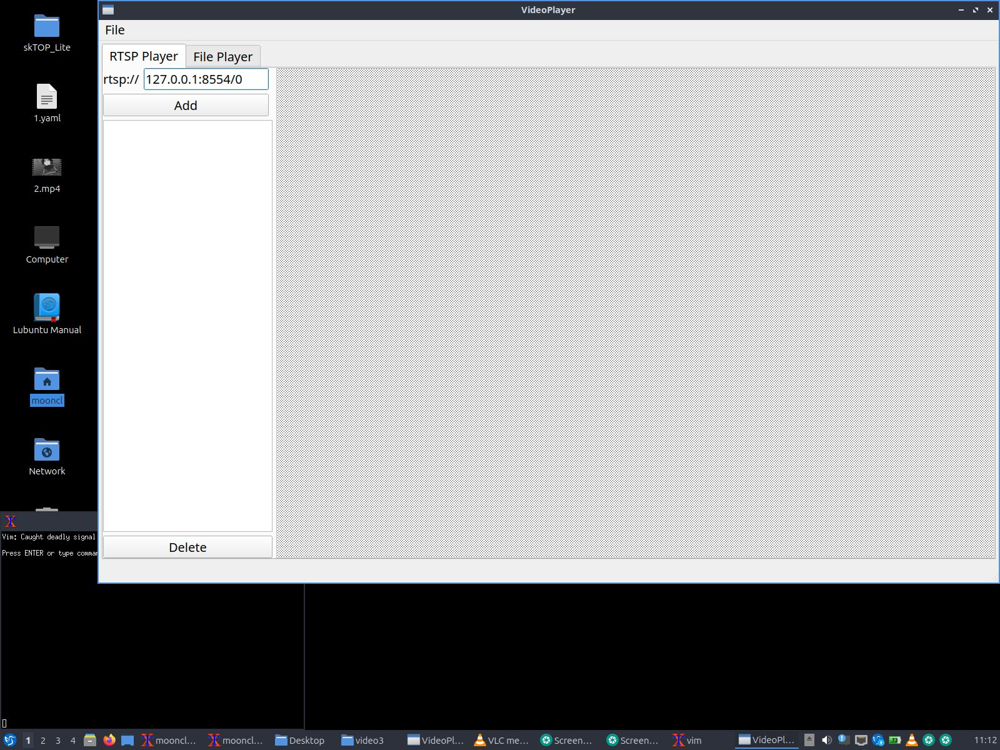 VideoPlayer
File
RTSP Player
File Player
rtsp://
127.0.0.1:8554/0
Add
Delete
skTOP_Lite
1.yaml
2.mp4
Computer
Lubuntu Manual
mooncl
Network
Vim: Caught deadly signal
Press ENTER or type comman
1 2 3 4
mooncl...
mooncl...
Desktop
video3
VideoPl...
VLC me...
Screen...
Screen...
vim
VideoPl...
73
11:12